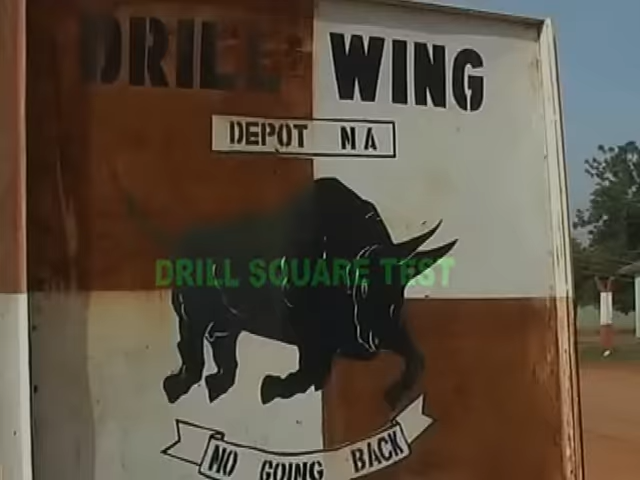 DRILL WING
DEPOT NA
DRILL SQUARE TEST
NO GOING BACK